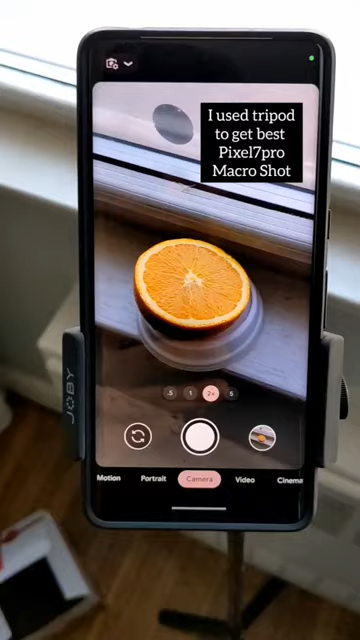 I used tripod
to get best
Pixel7pro
Macro Shot
JOBY
.5 1 2× 5
Motion Portrait Camera Video Cinema